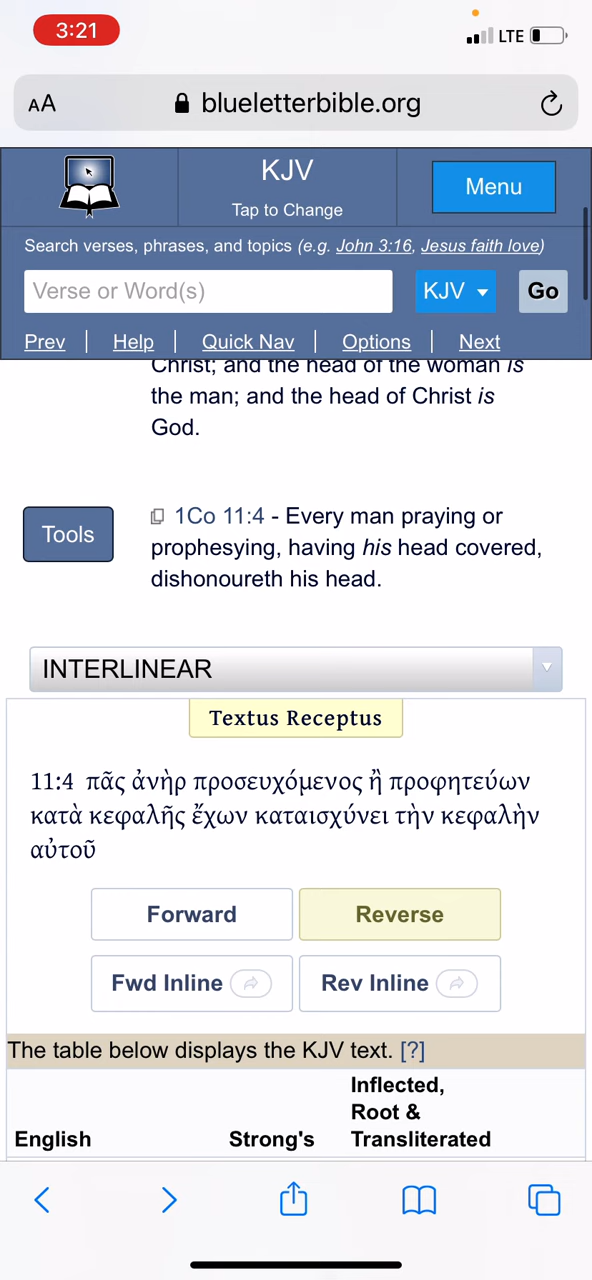 3:21
LTE
AA
blueletterbible.org
KJV
Tap to Change
Menu
Search verses, phrases, and topics (e.g. John 3:16, Jesus faith love)
Verse or Word(s)
KJV
Go
Prev | Help | Quick Nav | Options | Next
Christ; and the head of the woman is
the man; and the head of Christ is
God.
Tools
1Co 11:4 - Every man praying or
prophesying, having his head covered,
dishonoureth his head.
INTERLINEAR
Textus Receptus
11:4 πᾶς ἀνὴρ προσευχόμενος ἢ προφητεύων
κατὰ κεφαλῆς ἔχων καταισχύνει τὴν κεφαλὴν
αὐτοῦ
Forward
Reverse
Fwd Inline
Rev Inline
The table below displays the KJV text. [?]
Inflected,
Root &
English Strong's Transliterated